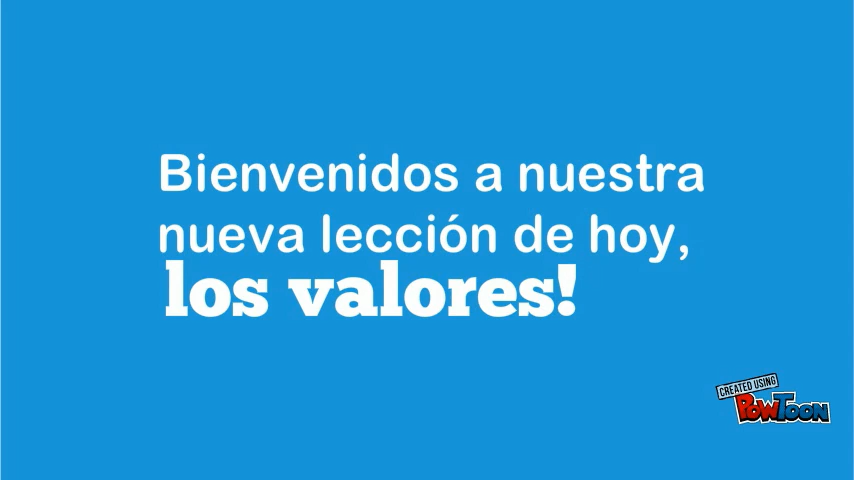 Bienvenidos a nuestra
nueva lección de hoy,
los valores!
CREATED USING
POWTOON